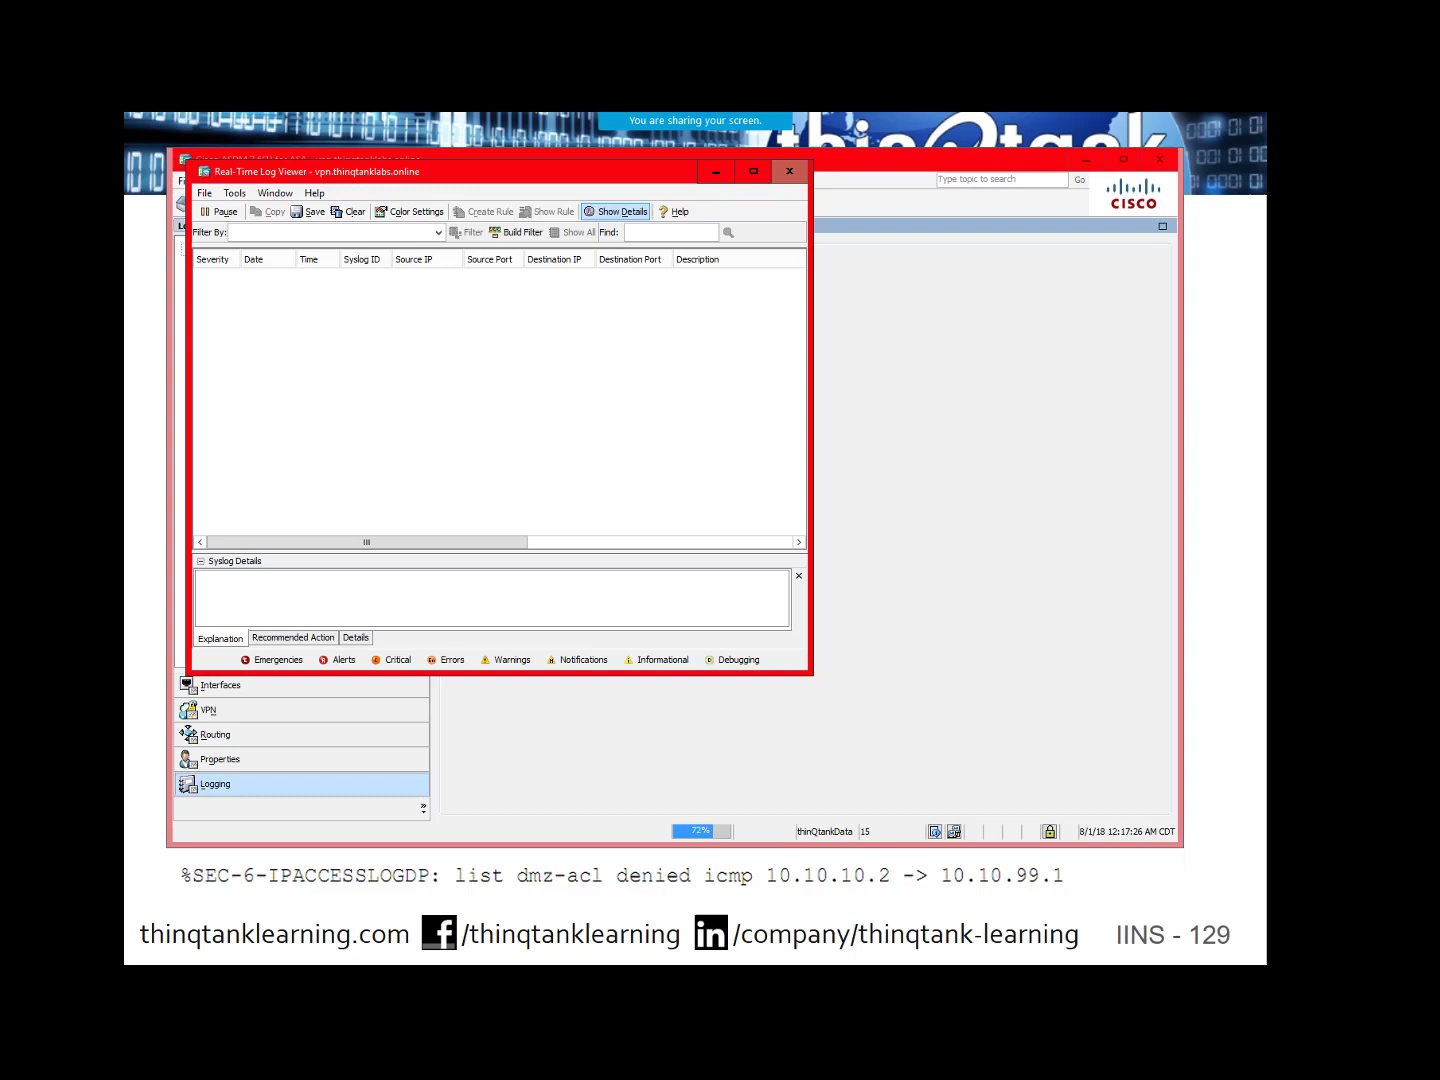 You are sharing your screen.
thinQtank
Real-Time Log Viewer - vpn.thinqtanklabs.online
File Tools Window Help
Type topic to search Go
CISCO
Pause Copy Save Clear Color Settings Create Rule Show Rule Show Details Help
Filter By: Filter Build Filter Show All Find:
Severity Date Time Syslog ID Source IP Source Port Destination IP Destination Port Description
Syslog Details
Explanation Recommended Action Details
Emergencies Alerts Critical Errors Warnings Notifications Informational Debugging
Interfaces
VPN
Routing
Properties
Logging
72% thinQtankData 15 8/1/18 12:17:26 AM CDT
%SEC-6-IPACCESSLOGDP: list dmz-acl denied icmp 10.10.10.2 -> 10.10.99.1
thinqtanklearning.com /thinqtanklearning in /company/thinqtank-learning IINS - 129